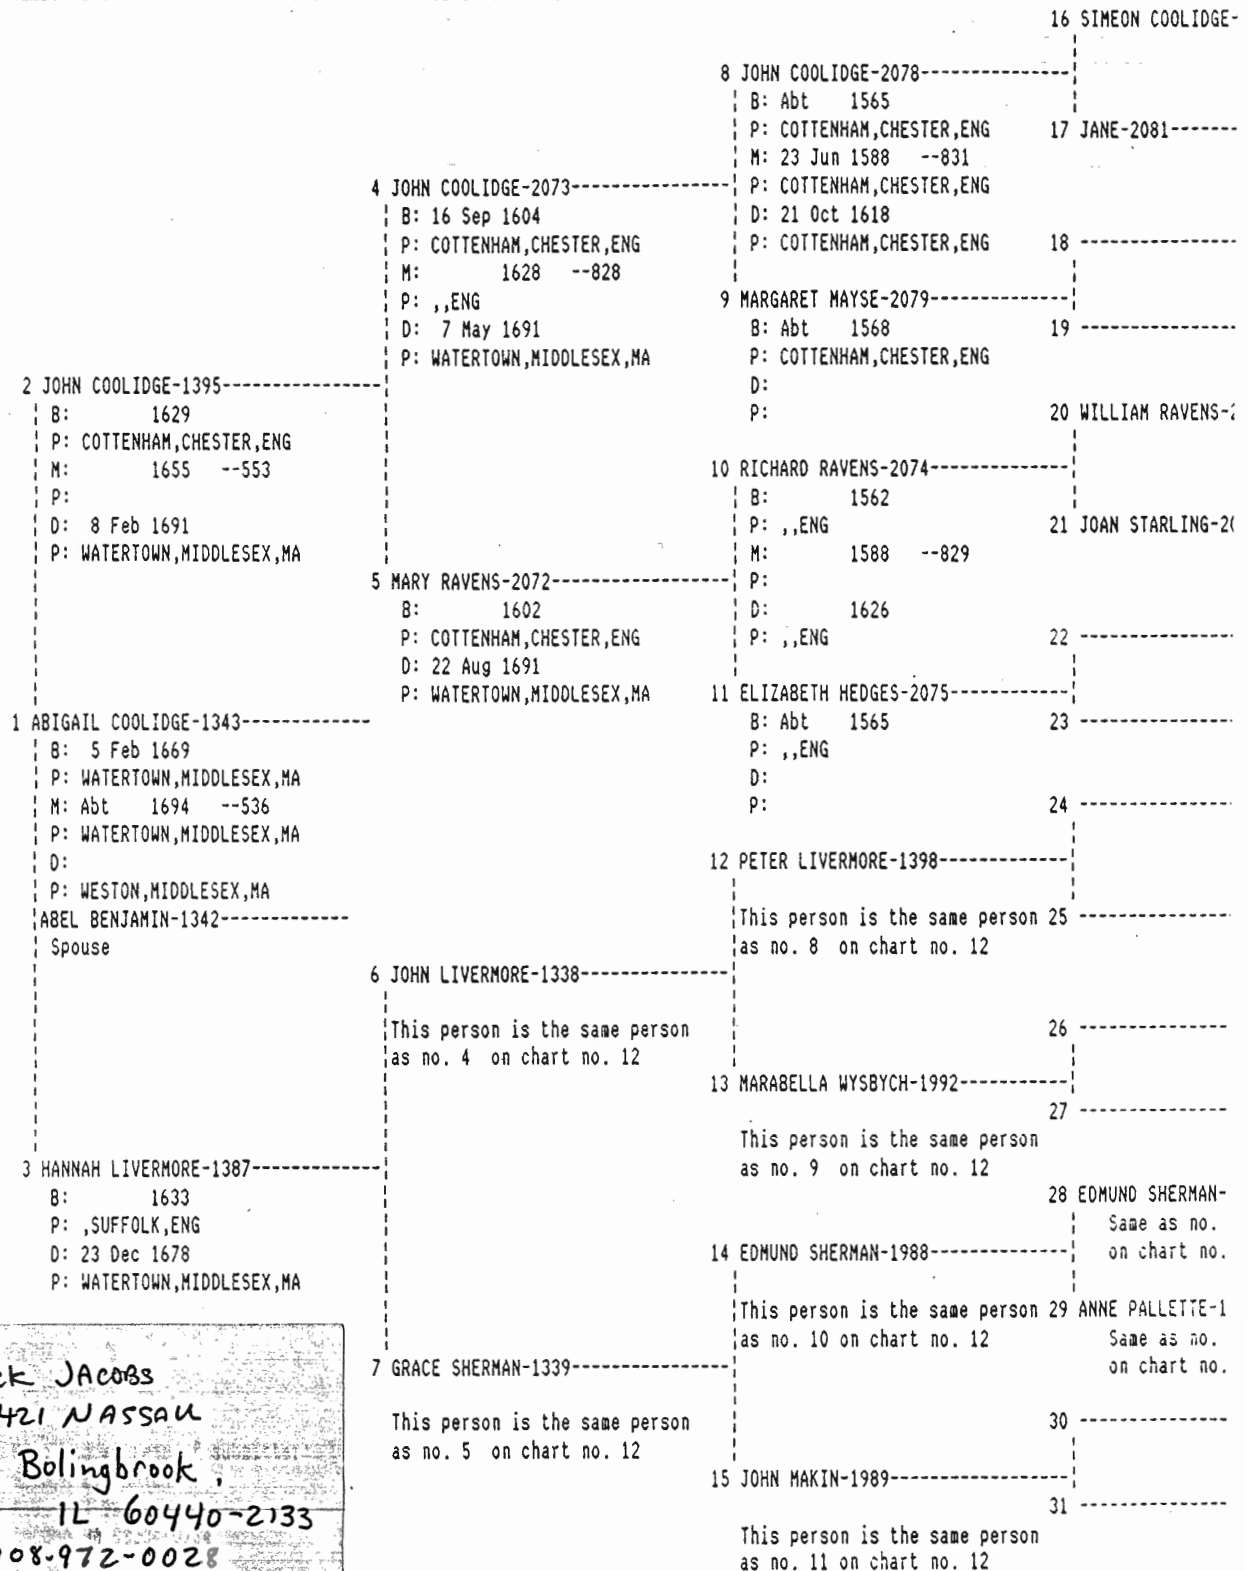 16 SIMEON COOLIDGE-
8 JOHN COOLIDGE-2078
B: Abt 1565
P: COTTENHAM,CHESTER,ENG
17 JANE-2081
M: 23 Jun 1588 --831
P: COTTENHAM,CHESTER,ENG
D: 21 Oct 1618
P: COTTENHAM,CHESTER,ENG
18
4 JOHN COOLIDGE-2073
B: 16 Sep 1604
P: COTTENHAM,CHESTER,ENG
M: 1628 --828
P: ,,ENG
D: 7 May 1691
P: WATERTOWN,MIDDLESEX,MA
9 MARGARET MAYSE-2079
B: Abt 1568
19
P: COTTENHAM,CHESTER,ENG
D:
P:
20 WILLIAM RAVENS-
2 JOHN COOLIDGE-1395
B: 1629
P: COTTENHAM,CHESTER,ENG
M: 1655 --553
P:
D: 8 Feb 1691
P: WATERTOWN,MIDDLESEX,MA
10 RICHARD RAVENS-2074
B: 1562
P: ,,ENG
21 JOAN STARLING-
M: 1588 --829
P:
D: 1626
P: ,,ENG
22
5 MARY RAVENS-2072
B: 1602
P: COTTENHAM,CHESTER,ENG
D: 22 Aug 1691
P: WATERTOWN,MIDDLESEX,MA
11 ELIZABETH HEDGES-2075
B: Abt 1565
23
P: ,,ENG
D:
P:
24
1 ABIGAIL COOLIDGE-1343
B: 5 Feb 1669
P: WATERTOWN,MIDDLESEX,MA
M: Abt 1694 --536
P: WATERTOWN,MIDDLESEX,MA
D:
P: WESTON,MIDDLESEX,MA
ABEL BENJAMIN-1342
Spouse
12 PETER LIVERMORE-1398
This person is the same person
as no. 8 on chart no. 12
25
6 JOHN LIVERMORE-1338
This person is the same person
as no. 4 on chart no. 12
26
13 MARABELLA WYSBYCH-1992
27
This person is the same person
as no. 9 on chart no. 12
3 HANNAH LIVERMORE-1387
B: 1633
P: ,SUFFOLK,ENG
D: 23 Dec 1678
P: WATERTOWN,MIDDLESEX,MA
28 EDMUND SHERMAN-
Same as no.
on chart no.
14 EDMUND SHERMAN-1988
This person is the same person
as no. 10 on chart no. 12
29 ANNE PALLETTE-1
Same as no.
on chart no.
7 GRACE SHERMAN-1339
This person is the same person
as no. 5 on chart no. 12
30
15 JOHN MAKIN-1989
31
This person is the same person
as no. 11 on chart no. 12
JACOBS
421 NASSAU
Bolingbrook,
IL 60440-2133
08-972-0028